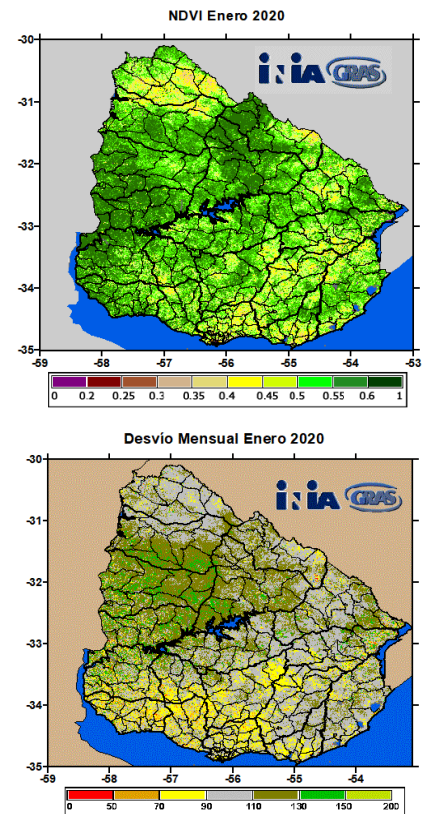 NDVI Enero 2020
-30
iNiA GRAS
-31
-32
-33
-34
-35
-59 -58 -57 -56 -55 -54 -53
0 0.2 0.25 0.3 0.35 0.4 0.45 0.5 0.55 0.6 1
Desvío Mensual Enero 2020
-30
iNiA GRAS
-31
-32
-33
-34
-35
-59 -58 -57 -56 -55 -54
0 50 70 90 110 130 150 200